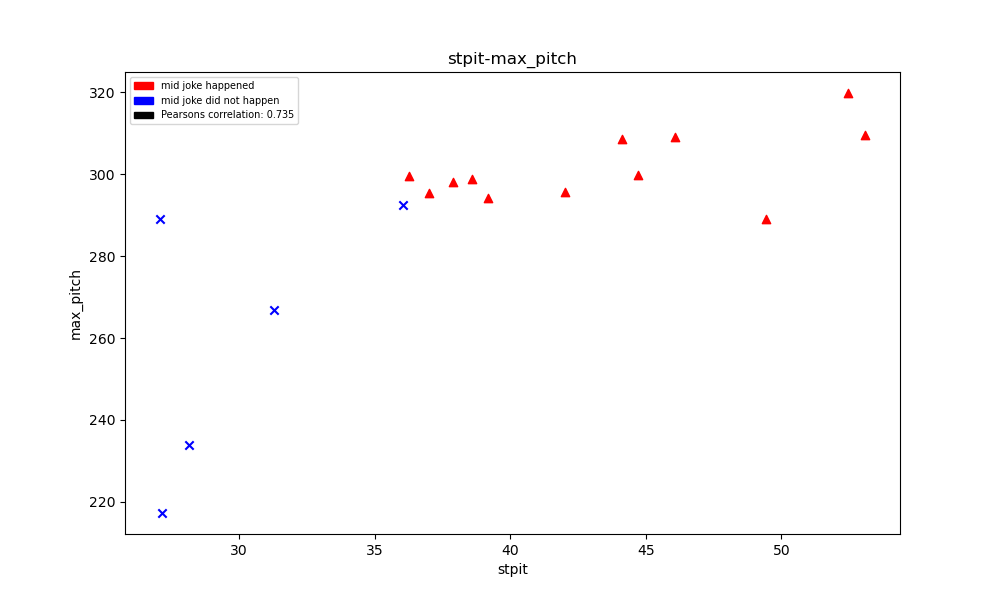 stpit-max_pitch
mid joke happened
mid joke did not happen
Pearsons correlation: 0.735
320
300
280
260
240
220
max_pitch
30 35 40 45 50
stpit